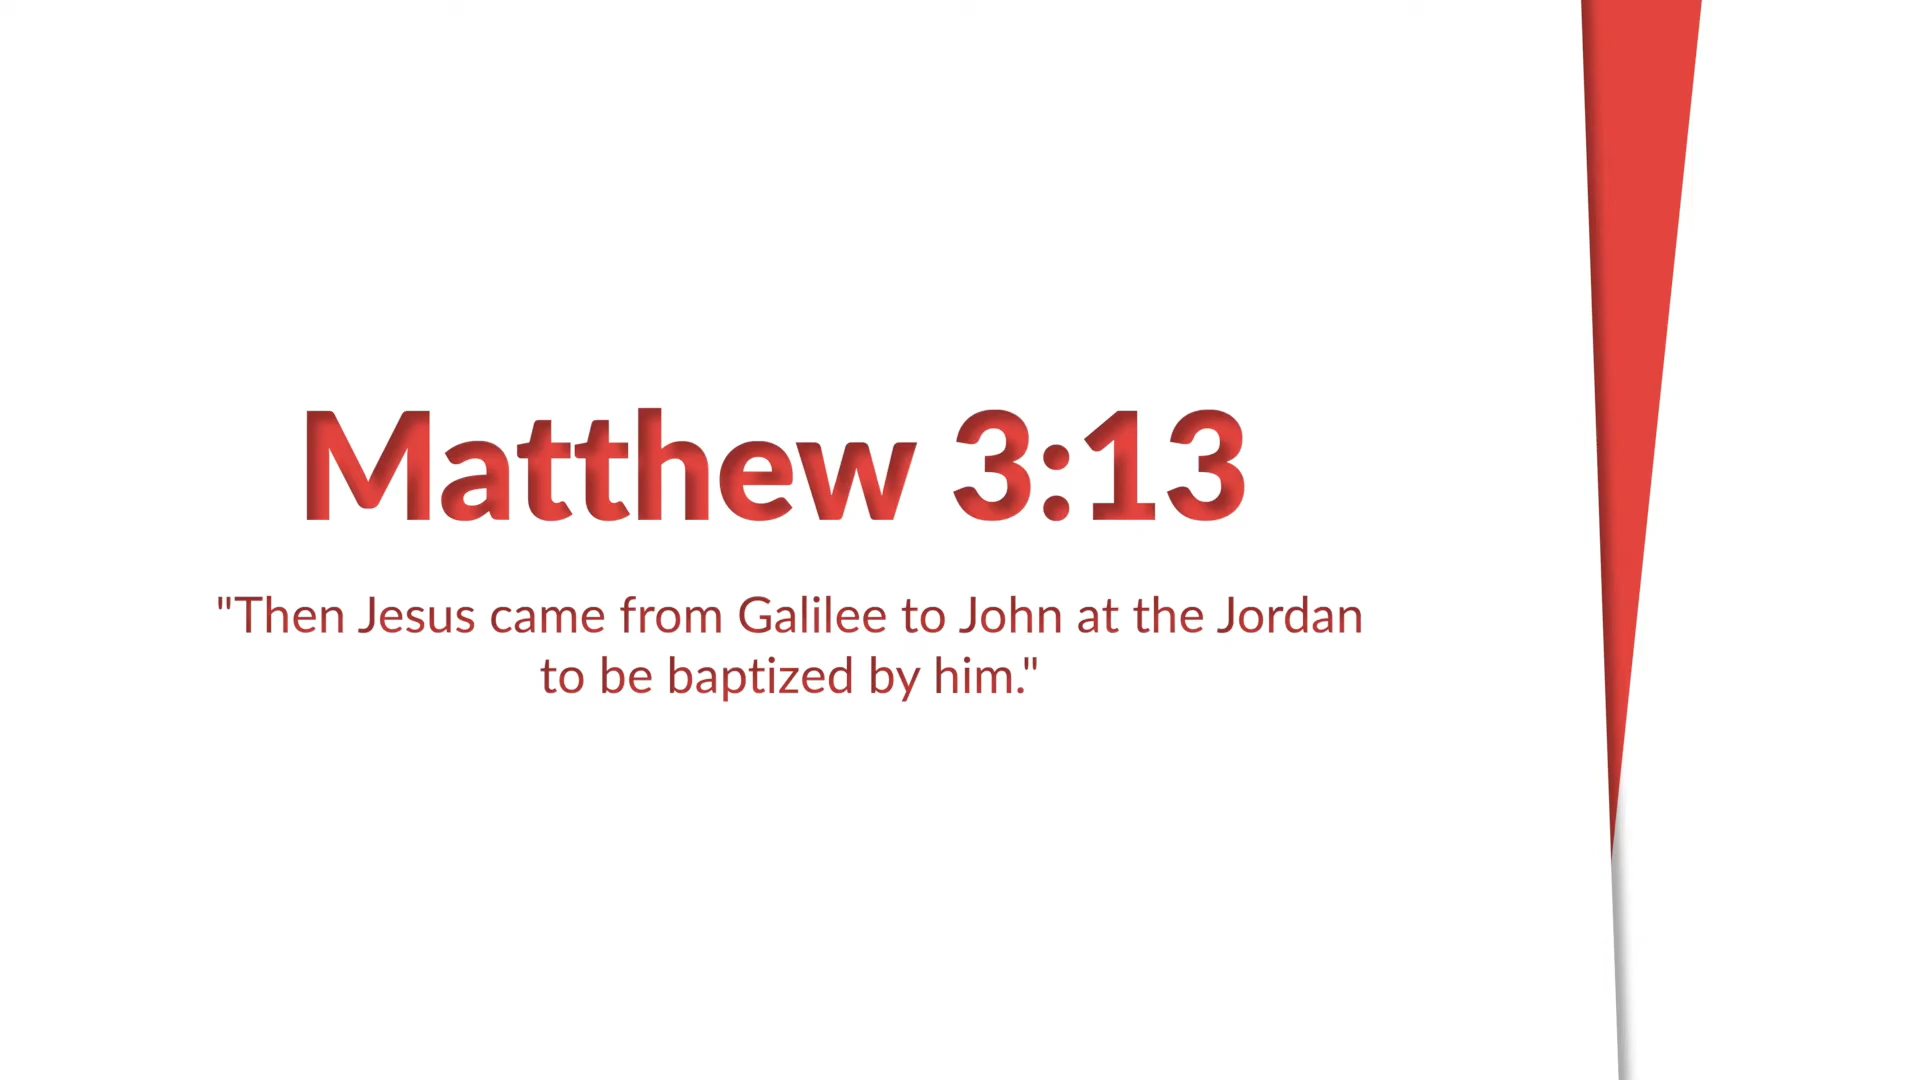 Matthew 3:13
"Then Jesus came from Galilee to John at the Jordan
to be baptized by him."